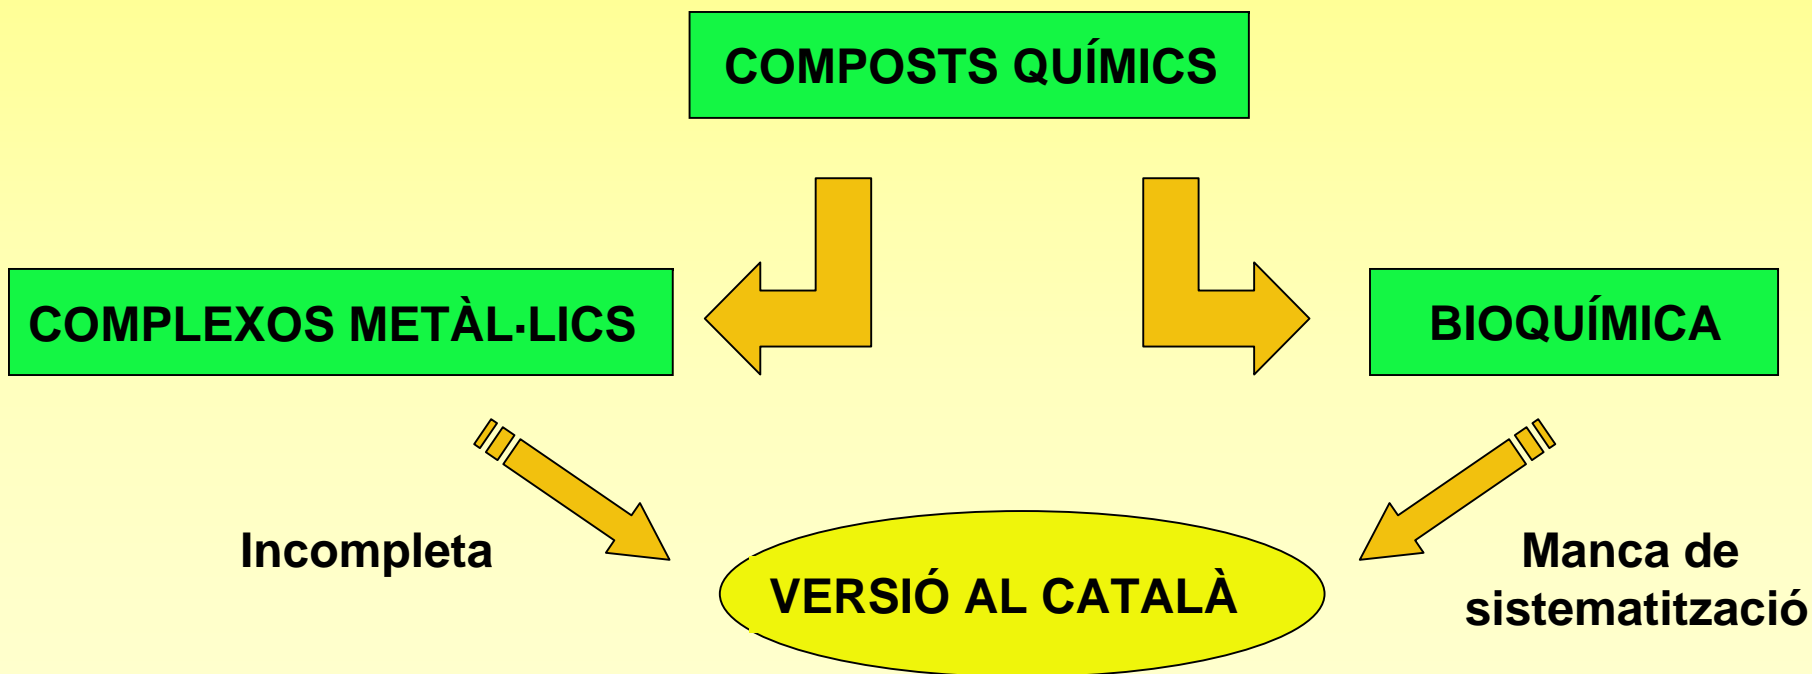 COMPOSTS QUÍMICS
COMPLEXOS METÀL·LICS
BIOQUÍMICA
Incompleta
VERSIÓ AL CATALÀ
Manca de
sistematització